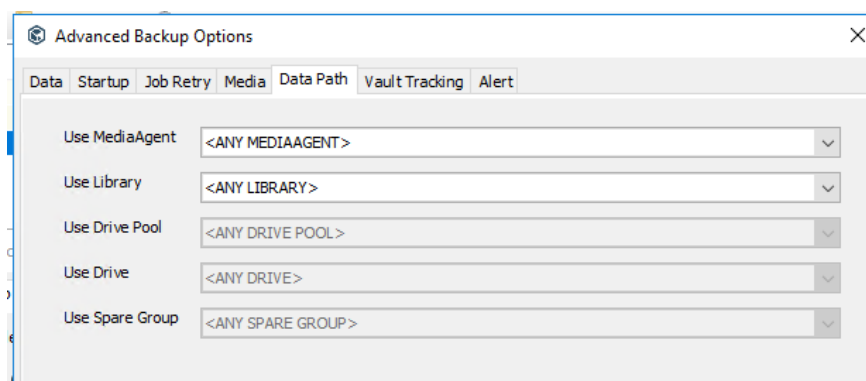 Advanced Backup Options
Data Startup Job Retry Media Data Path Vault Tracking Alert
Use MediaAgent <ANY MEDIAAGENT>
Use Library <ANY LIBRARY>
Use Drive Pool <ANY DRIVE POOL>
Use Drive <ANY DRIVE>
Use Spare Group <ANY SPARE GROUP>